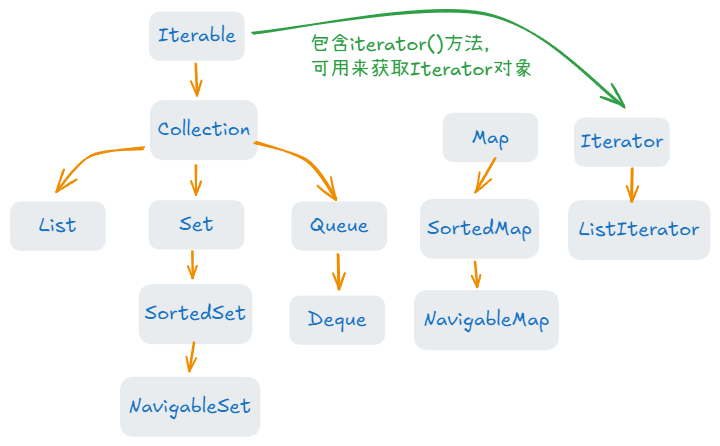 Iterable
包含iterator()方法,
可用来获取Iterator对象
Collection
Map
Iterator
List
Set
Queue
SortedMap
ListIterator
SortedSet
Deque
NavigableMap
NavigableSet